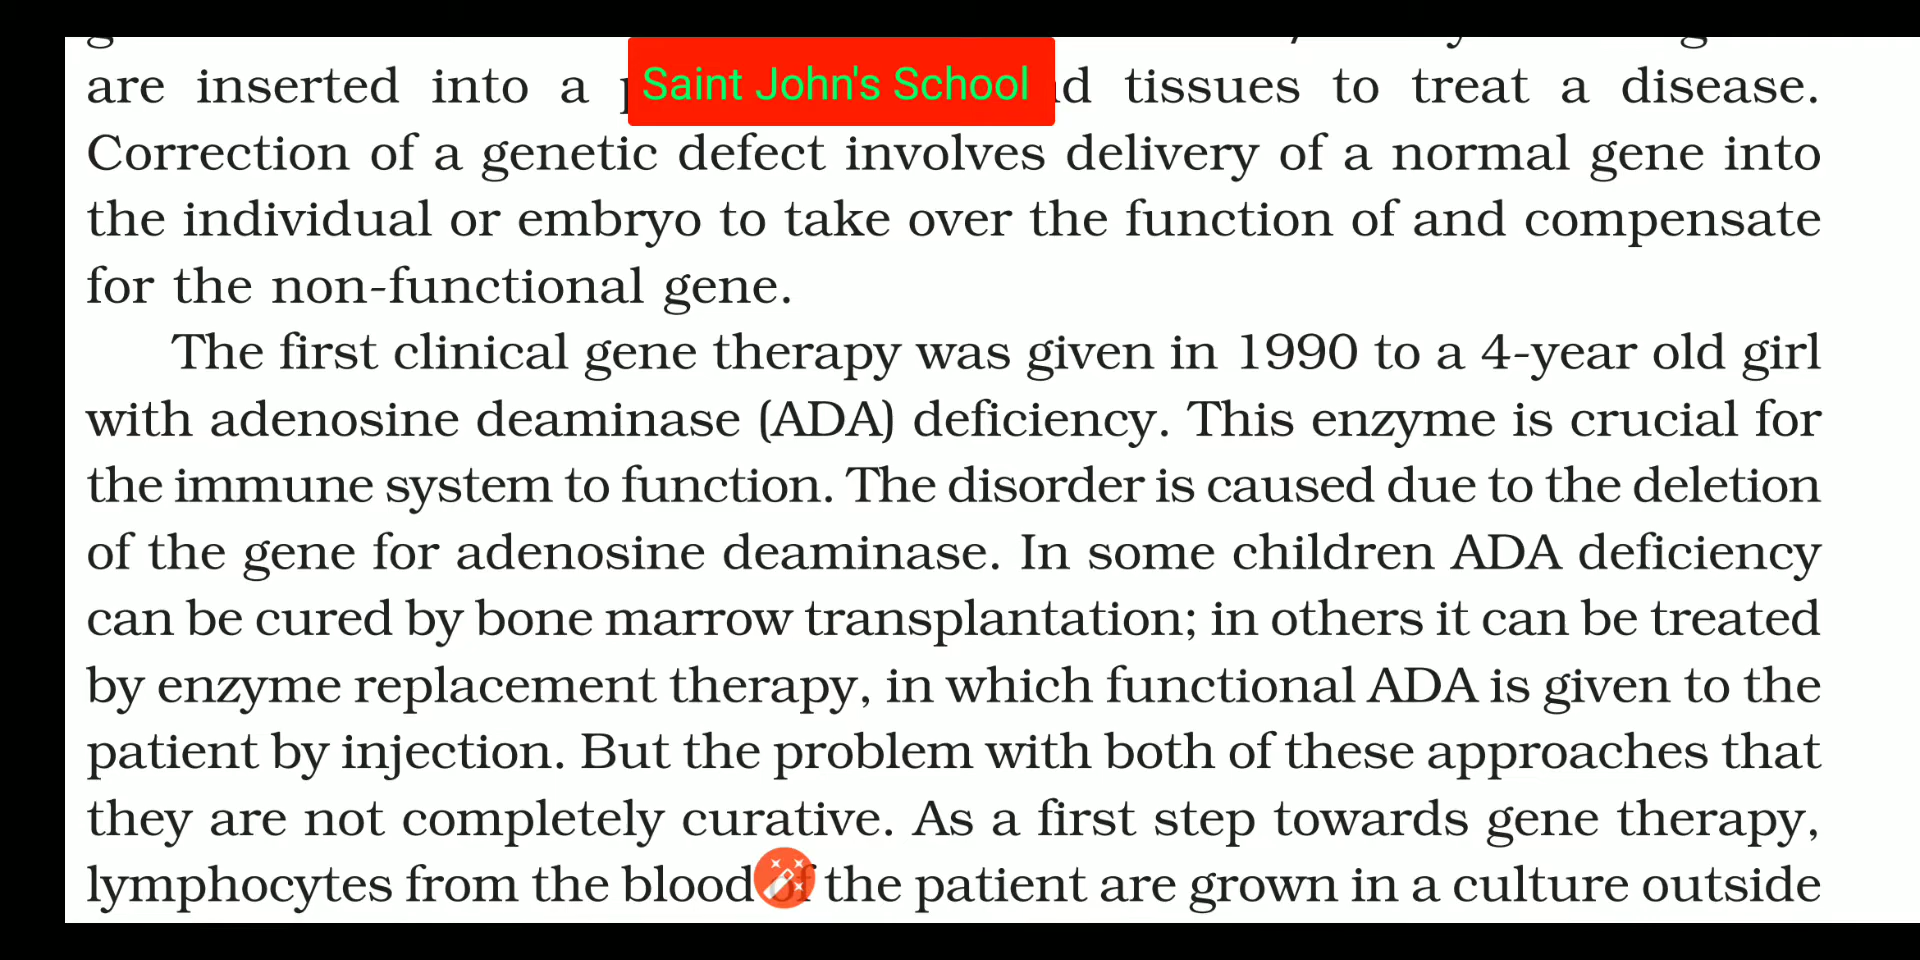 are inserted into a Saint John's School tissues to treat a disease.
Correction of a genetic defect involves delivery of a normal gene into
the individual or embryo to take over the function of and compensate
for the non-functional gene.
The first clinical gene therapy was given in 1990 to a 4-year old girl
with adenosine deaminase (ADA) deficiency. This enzyme is crucial for
the immune system to function. The disorder is caused due to the deletion
of the gene for adenosine deaminase. In some children ADA deficiency
can be cured by bone marrow transplantation; in others it can be treated
by enzyme replacement therapy, in which functional ADA is given to the
patient by injection. But the problem with both of these approaches that
they are not completely curative. As a first step towards gene therapy,
lymphocytes from the blood of the patient are grown in a culture outside